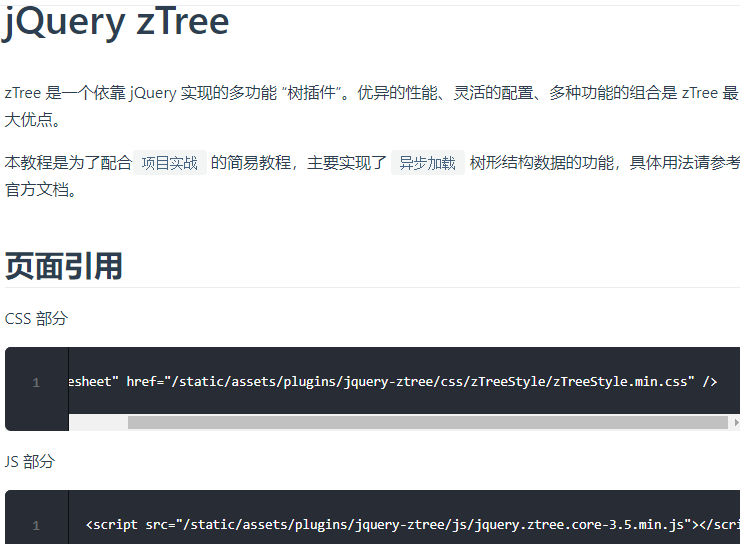 jQuery zTree
zTree 是一个依靠 jQuery 实现的多功能 “树插件”。优异的性能、灵活的配置、多种功能的组合是 zTree 最
大优点。
本教程是为了配合 项目实战 的简易教程，主要实现了 异步加载 树形结构数据的功能，具体用法请参考
官方文档。
页面引用
CSS 部分
1 esheet" href="/static/assets/plugins/jquery-ztree/css/zTreeStyle/zTreeStyle.min.css" />
JS 部分
1 <script src="/static/assets/plugins/jquery-ztree/js/jquery.ztree.core-3.5.min.js"></scri